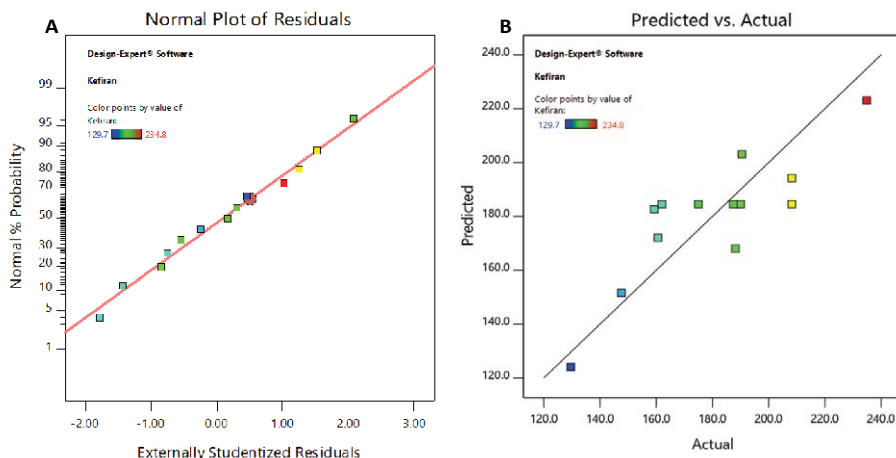 A
Normal Plot of Residuals
Design-Expert® Software
Kefiran
Color points by value of
Kefiran:
129.7 234.8
Normal % Probability
99
95
90
80
70
50
30
20
10
5
1
-2.00 -1.00 0.00 1.00 2.00 3.00
Externally Studentized Residuals
B
Predicted vs. Actual
Design-Expert® Software
Kefiran
Color points by value of
Kefiran:
129.7 234.8
Predicted
240.0
220.0
200.0
180.0
160.0
140.0
120.0
120.0 140.0 160.0 180.0 200.0 220.0 240.0
Actual